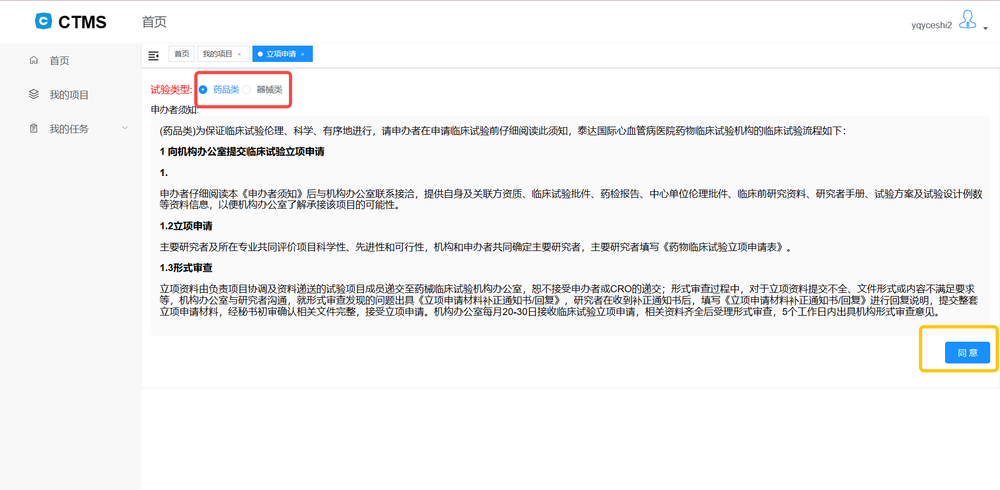 CTMS
首页
yqyceshi2
首页
我的项目
我的任务
首页
我的项目 ×
立项申请 ×
试验类型: 药品类 器械类
申办者须知:
(药品类)为保证临床试验伦理、科学、有序地进行，请申办者在申请临床试验前仔细阅读此须知，泰达国际心血管病医院药物临床试验机构的临床试验流程如下：
1 向机构办公室提交临床试验立项申请
1.
申办者仔细阅读本《申办者须知》后与机构办公室联系接洽，提供自身及关联方资质、临床试验批件、药检报告、中心单位伦理批件、临床前研究资料、研究者手册、试验方案及试验设计例数
等资料信息，以便机构办公室了解承接该项目的可能性。
1.2立项申请
主要研究者及所在专业共同评价项目科学性、先进性和可行性，机构和申办者共同确定主要研究者，主要研究者填写《药物临床试验立项申请表》。
1.3形式审查
立项资料由负责项目协调及资料递送的试验项目成员递交至药械临床试验机构办公室，恕不接受申办者或CRO的递交；形式审查过程中，对于立项资料提交不全、文件形式或内容不满足要求
等，机构办公室与研究者沟通，就形式审查发现的问题出具《立项申请材料补正通知书/回复》，研究者在收到补正通知书后，填写《立项申请材料补正通知书/回复》进行回复说明，提交整套
立项申请材料，经秘书初审确认相关文件完整，接受立项申请。机构办公室每月20-30日接收临床试验立项申请，相关资料齐全后受理形式审查，5个工作日内出具机构形式审查意见。
同意